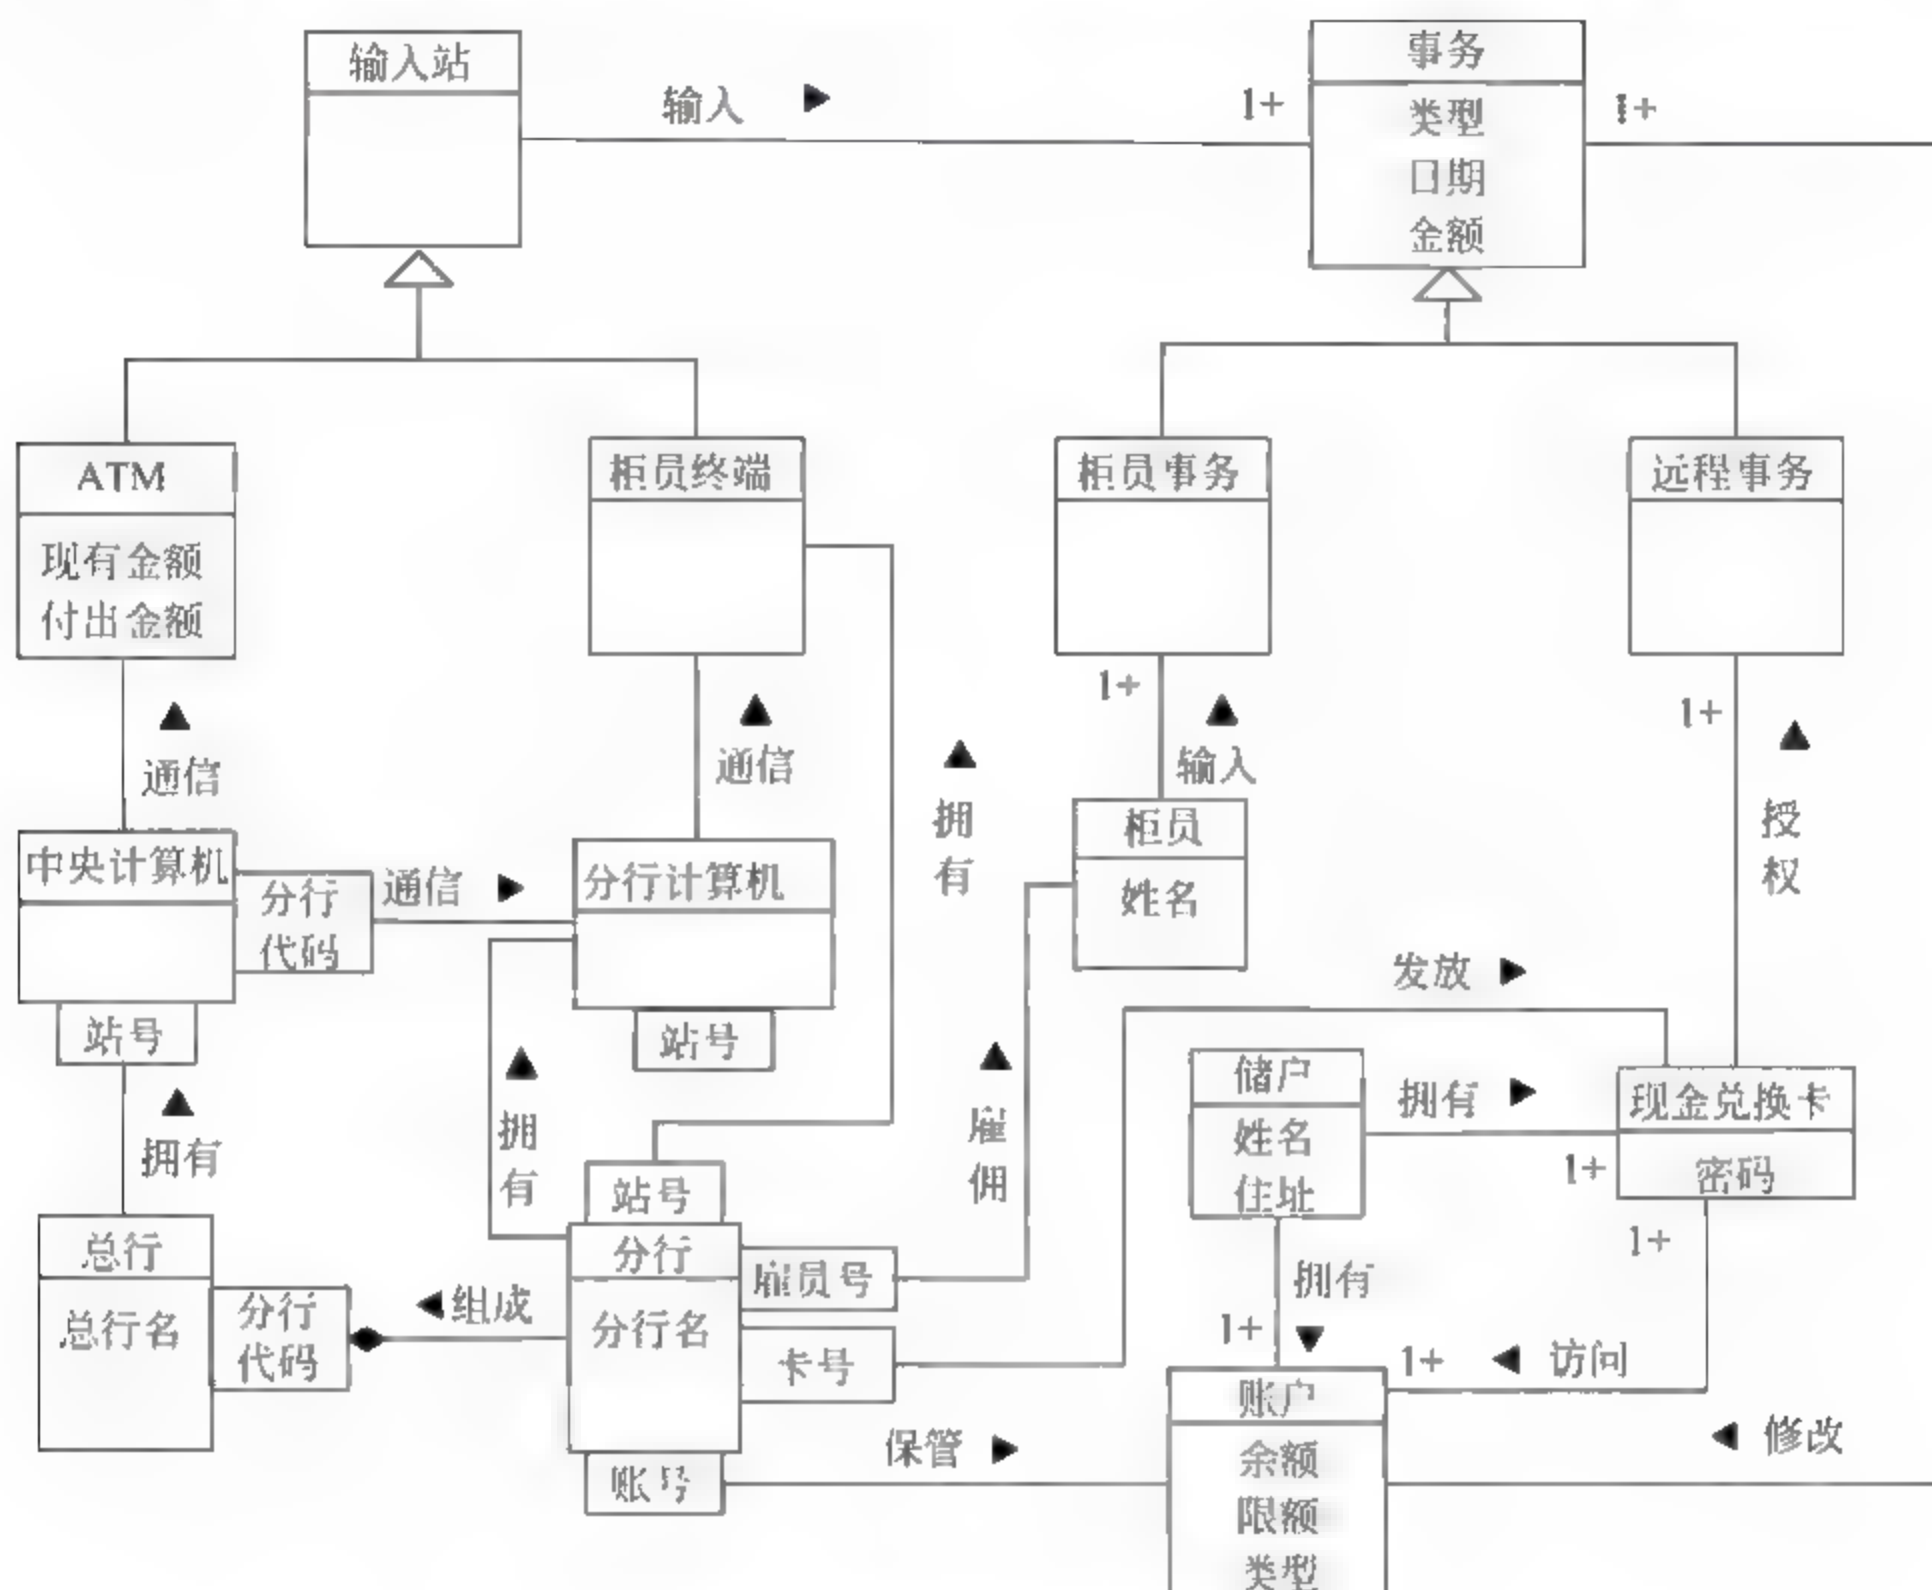 输入站
输入
1+
事务
1+
类型
日期
金额
ATM
现有金额
付出金额
柜员终端
柜员事务
远程事务
通信
通信
拥有
1+
输入
1+
授权
中央计算机
分行
代码
通信
分行计算机
柜员
姓名
站号
站号
发放
拥有
拥有
雇佣
储户
姓名
住址
拥有
1+
现金兑换卡
密码
1+
总行
总行名
分行
代码
组成
站号
分行
分行名
雇员号
卡号
账号
拥有
1+
1+
访问
保管
账户
余额
限额
类型
修改